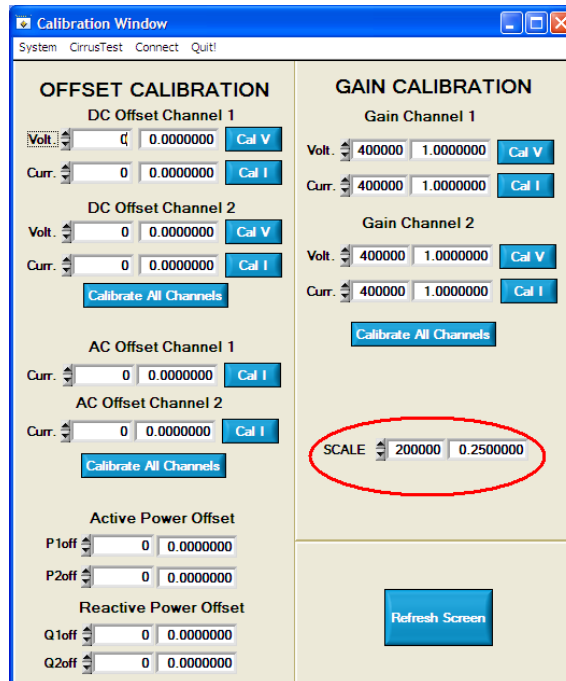 Calibration Window
System CirrusTest Connect Quit!
OFFSET CALIBRATION
DC Offset Channel 1
Volt. 0 0.0000000 Cal V
Curr. 0 0.0000000 Cal I
DC Offset Channel 2
Volt. 0 0.0000000 Cal V
Curr. 0 0.0000000 Cal I
Calibrate All Channels
AC Offset Channel 1
Curr. 0 0.0000000 Cal I
AC Offset Channel 2
Curr. 0 0.0000000 Cal I
Calibrate All Channels
Active Power Offset
P1off 0 0.0000000
P2off 0 0.0000000
Reactive Power Offset
Q1off 0 0.0000000
Q2off 0 0.0000000
GAIN CALIBRATION
Gain Channel 1
Volt. 400000 1.0000000 Cal V
Curr. 400000 1.0000000 Cal I
Gain Channel 2
Volt. 400000 1.0000000 Cal V
Curr. 400000 1.0000000 Cal I
Calibrate All Channels
SCALE 200000 0.2500000
Refresh Screen